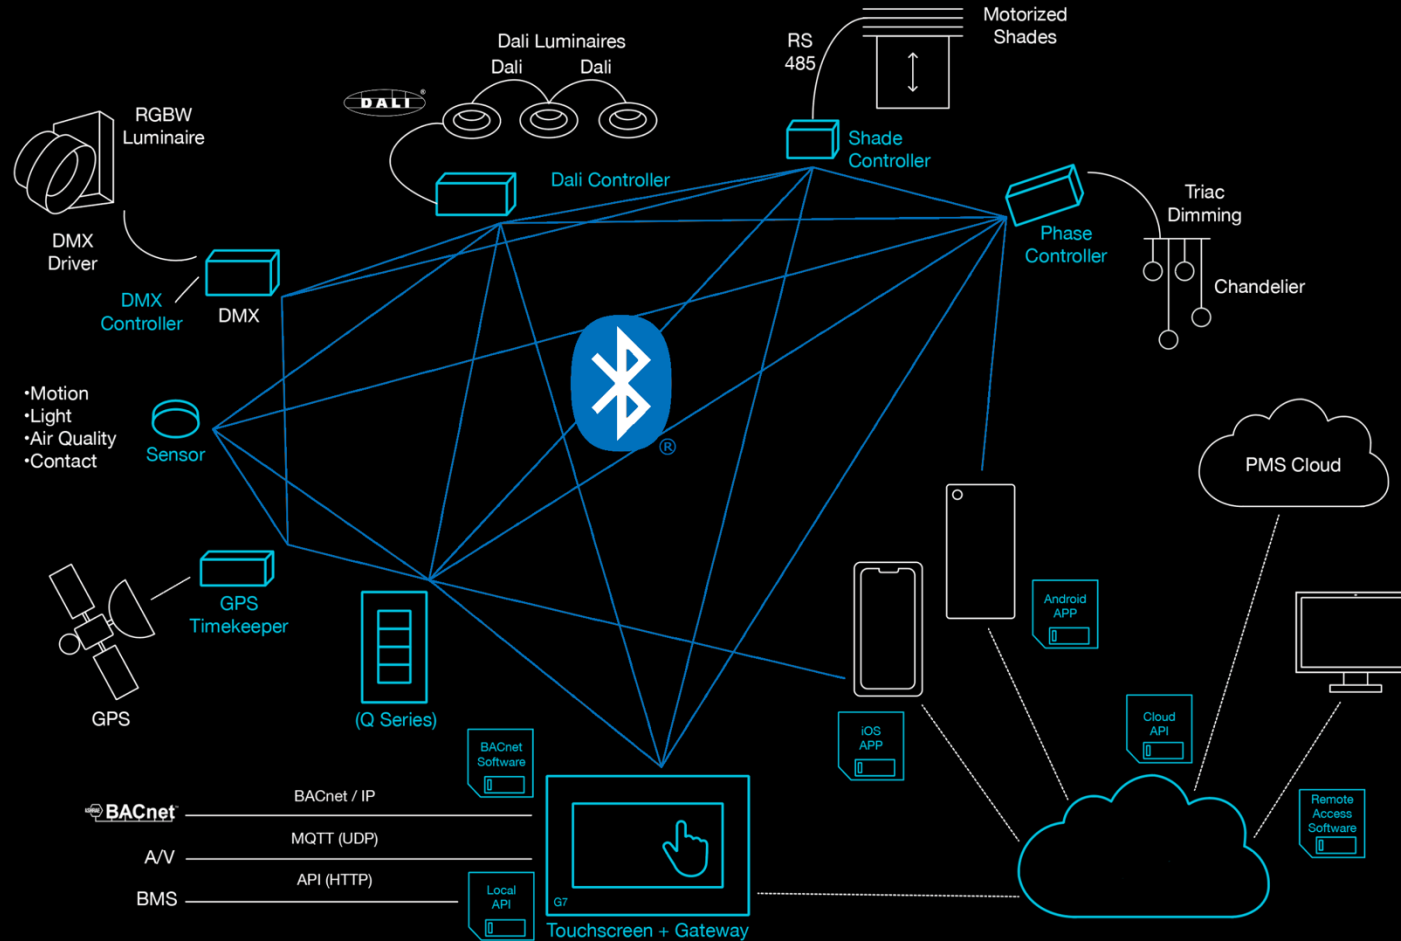 Motorized
Shades
RS
485
Dali Luminaires
Dali
Dali
DALI
®
RGBW
Luminaire
Shade
Controller
Dali Controller
Triac
Dimming
DMX
Driver
Phase
Controller
Chandelier
DMX
Controller
DMX
•Motion
•Light
•Air Quality
•Contact
Sensor
®
PMS Cloud
GPS
Timekeeper
Android
APP
GPS
(Q Series)
iOS
APP
Cloud
API
BACnet
Software
BACnet
BACnet / IP
Remote
Access
Software
A/V
MQTT (UDP)
BMS
API (HTTP)
Local
API
G7
Touchscreen + Gateway